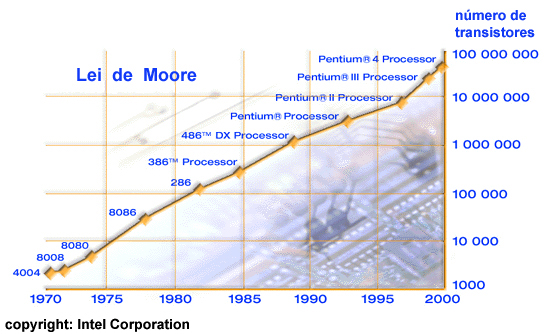 número de
transistores
Lei de Moore
Pentium® 4 Processor
100 000 000
Pentium® III Processor
Pentium® II Processor
10 000 000
Pentium® Processor
486™ DX Processor
1 000 000
386™ Processor
286
100 000
8086
8080
10 000
8008
4004
1000
1970 1975 1980 1985 1990 1995 2000
copyright: Intel Corporation